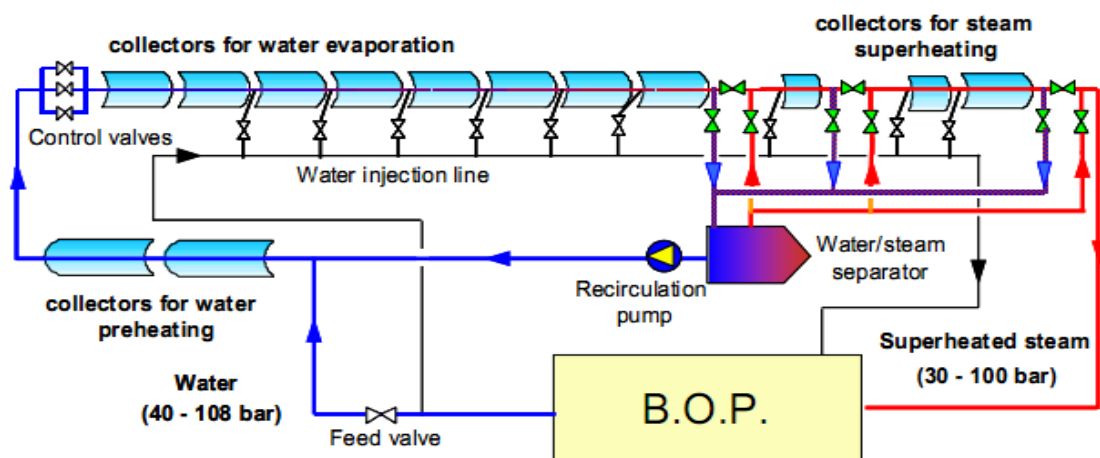 collectors for water evaporation
collectors for steam
superheating
Control valves
Water injection line
Water/steam
separator
Recirculation
pump
collectors for water
preheating
Superheated steam
(30 - 100 bar)
Water
(40 - 108 bar)
B.O.P.
Feed valve